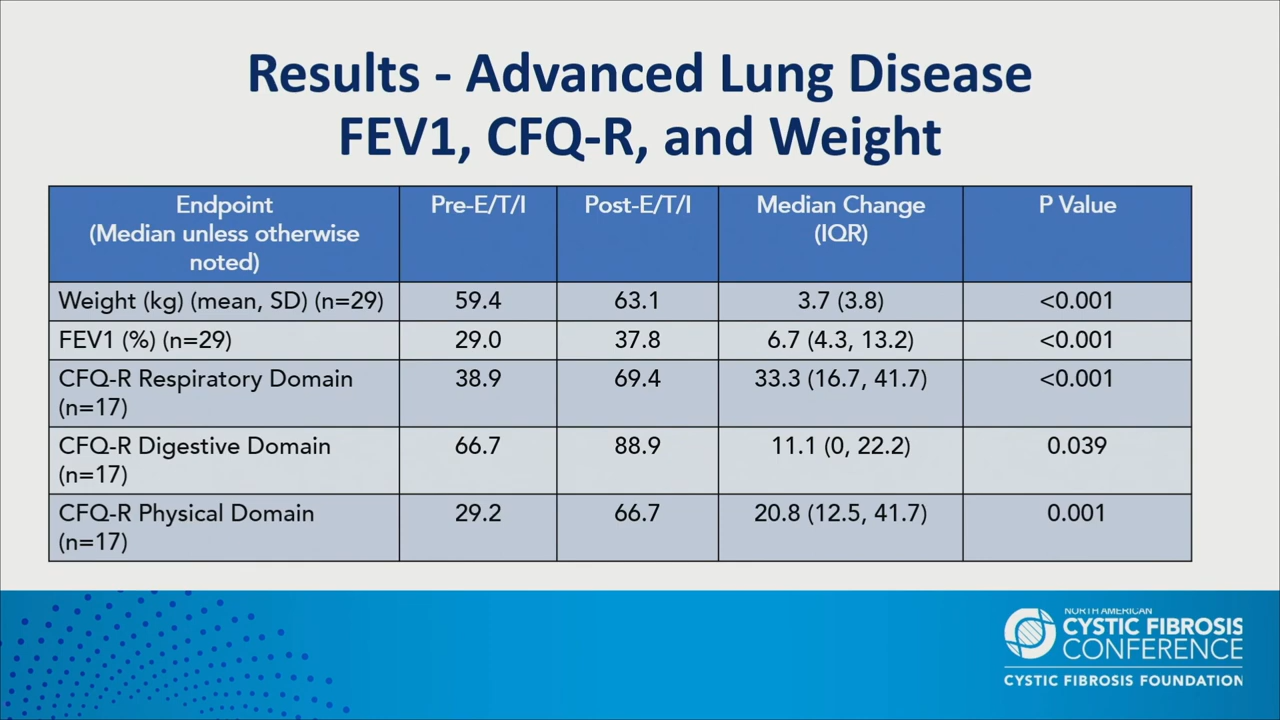 Results - Advanced Lung Disease
FEV1, CFQ-R, and Weight
Endpoint
(Median unless otherwise
noted)
Pre-E/T/I
Post-E/T/I
Median Change
(IQR)
P Value
Weight (kg) (mean, SD) (n=29)
59.4
63.1
3.7 (3.8)
<0.001
FEV1 (%) (n=29)
29.0
37.8
6.7 (4.3, 13.2)
<0.001
CFQ-R Respiratory Domain
(n=17)
38.9
69.4
33.3 (16.7, 41.7)
<0.001
CFQ-R Digestive Domain
(n=17)
66.7
88.9
11.1 (0, 22.2)
0.039
CFQ-R Physical Domain
(n=17)
29.2
66.7
20.8 (12.5, 41.7)
0.001
NORTH AMERICAN
CYSTIC FIBROSIS
CONFERENCE
CYSTIC FIBROSIS FOUNDATION